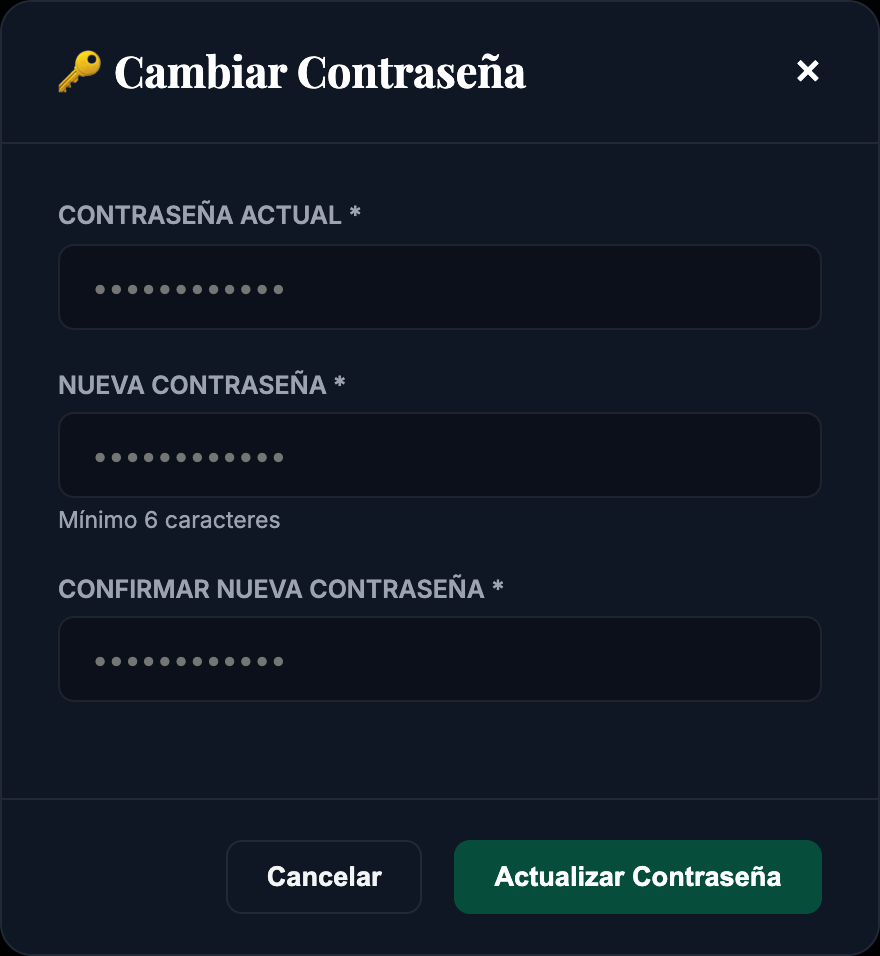 🔑 Cambiar Contraseña ×
CONTRASEÑA ACTUAL *
••••••••••••
NUEVA CONTRASEÑA *
••••••••••••
Mínimo 6 caracteres
CONFIRMAR NUEVA CONTRASEÑA *
••••••••••••
Cancelar
Actualizar Contraseña